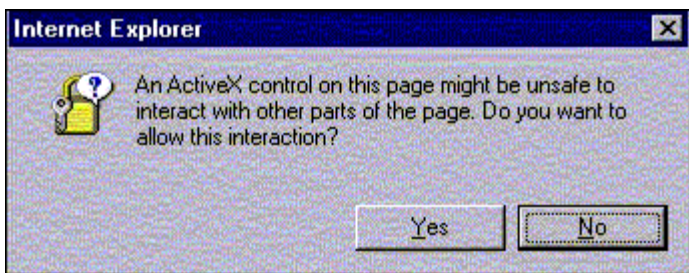 Internet Explorer
An ActiveX control on this page might be unsafe to
interact with other parts of the page. Do you want to
allow this interaction?
Yes
No